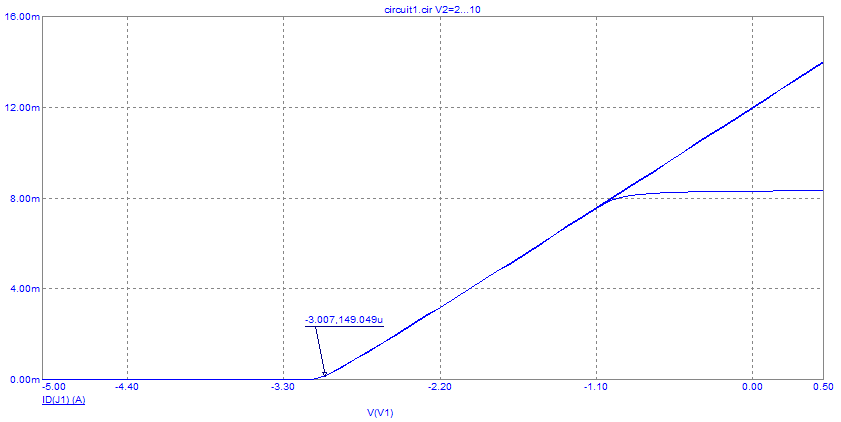 circuit1.cir V2=2...10
16.00m
12.00m
8.00m
4.00m
-3.007,149.049u
0.00m
-5.00 -4.40 -3.30 -2.20 -1.10 0.00 0.50
ID(J1) (A)
V(V1)